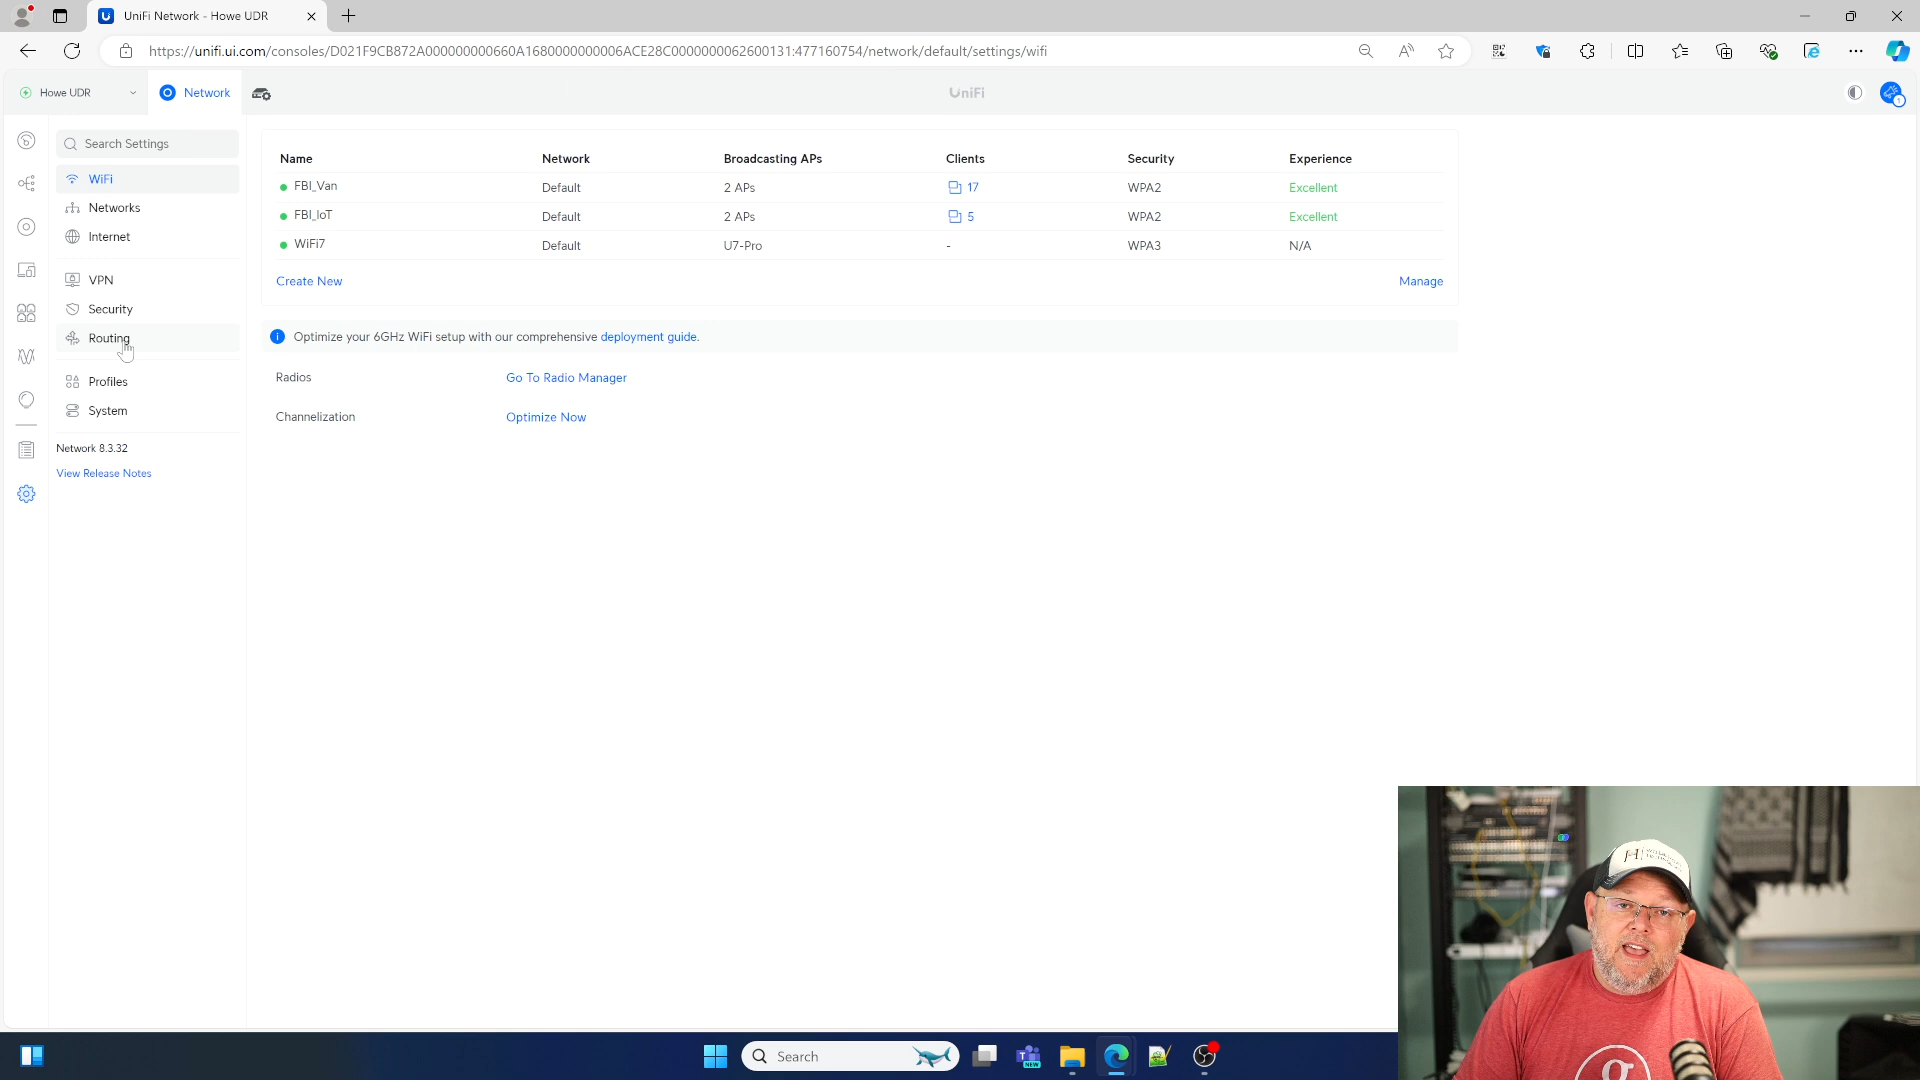 UniFi Network - Howe UDR
https://unifi.ui.com/consoles/D021F9CB872A000000000660A1680000000006ACE28C0000000062600131:477160754/network/default/settings/wifi
Howe UDR
Network
UniFi
1
Search Settings
WiFi
Networks
Internet
VPN
Security
Routing
Profiles
System
Network 8.3.32
View Release Notes
Name Network Broadcasting APs Clients Security Experience
FBI_Van Default 2 APs 17 WPA2 Excellent
FBI_IoT Default 2 APs 5 WPA2 Excellent
WiFi7 Default U7-Pro - WPA3 N/A
Create New Manage
Optimize your 6GHz WiFi setup with our comprehensive deployment guide.
Radios Go To Radio Manager
Channelization Optimize Now
Search
NEW